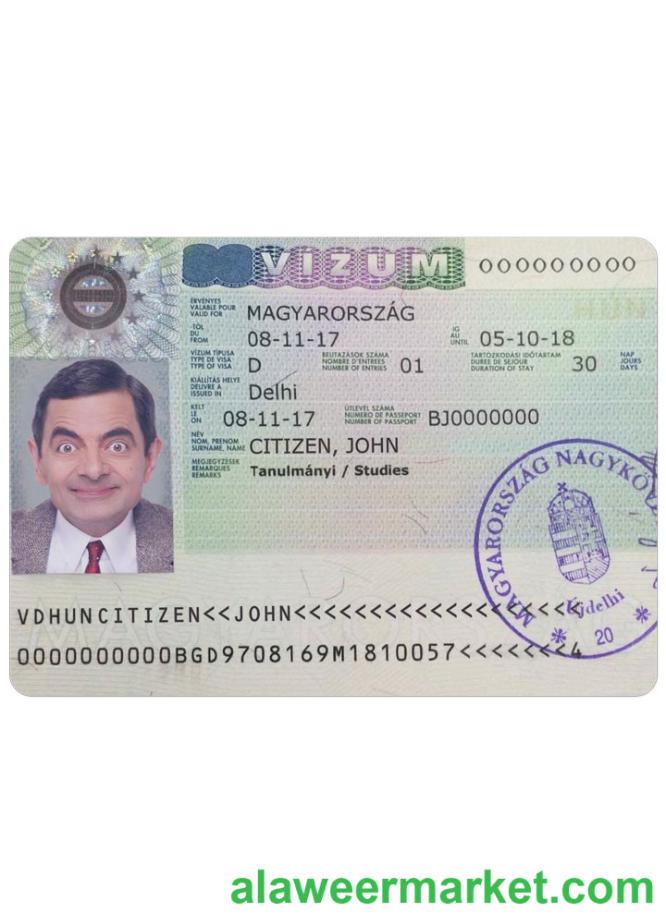 VIZUM 000000000
ÉRVÉNYES
VALABLE POUR
VALID FOR
MAGYARORSZÁG
-TÓL
DU
FROM
08-11-17
IG
AU
UNTIL
05-10-18
VÍZUM TÍPUSA
TYPE DE VISA
TYPE OF VISA
D
BEUTAZÁSOK SZÁMA
NOMBRE D'ENTREES
NUMBER OF ENTRIES
01
TARTÓZKODÁSI IDŐTARTAM
DUREE DE SEJOUR
DURATION OF STAY
30
NAP
JOURS
DAYS
KIÁLLÍTÁS HELYE
DELIVRE A
ISSUED IN
Delhi
KELT
LE
ON
08-11-17
ÚTLEVÉL SZÁMA
NUMERO DE PASSEPORT
NUMBER OF PASSPORT
BJ0000000
NÉV
NOM, PRENOM
SURNAME, NAME
CITIZEN, JOHN
MEGJEGYZÉSEK
REMARQUES
REMARKS
Tanulmányi / Studies
MAGYARORSZÁG NAGYKÖV
Újdelhi
20
VDHUNCITIZEN<<JOHN<<<<<<<<<<<<<<<<<<
0000000000BGD9708169M1810057<<<<<<<4
alaweermarket.com